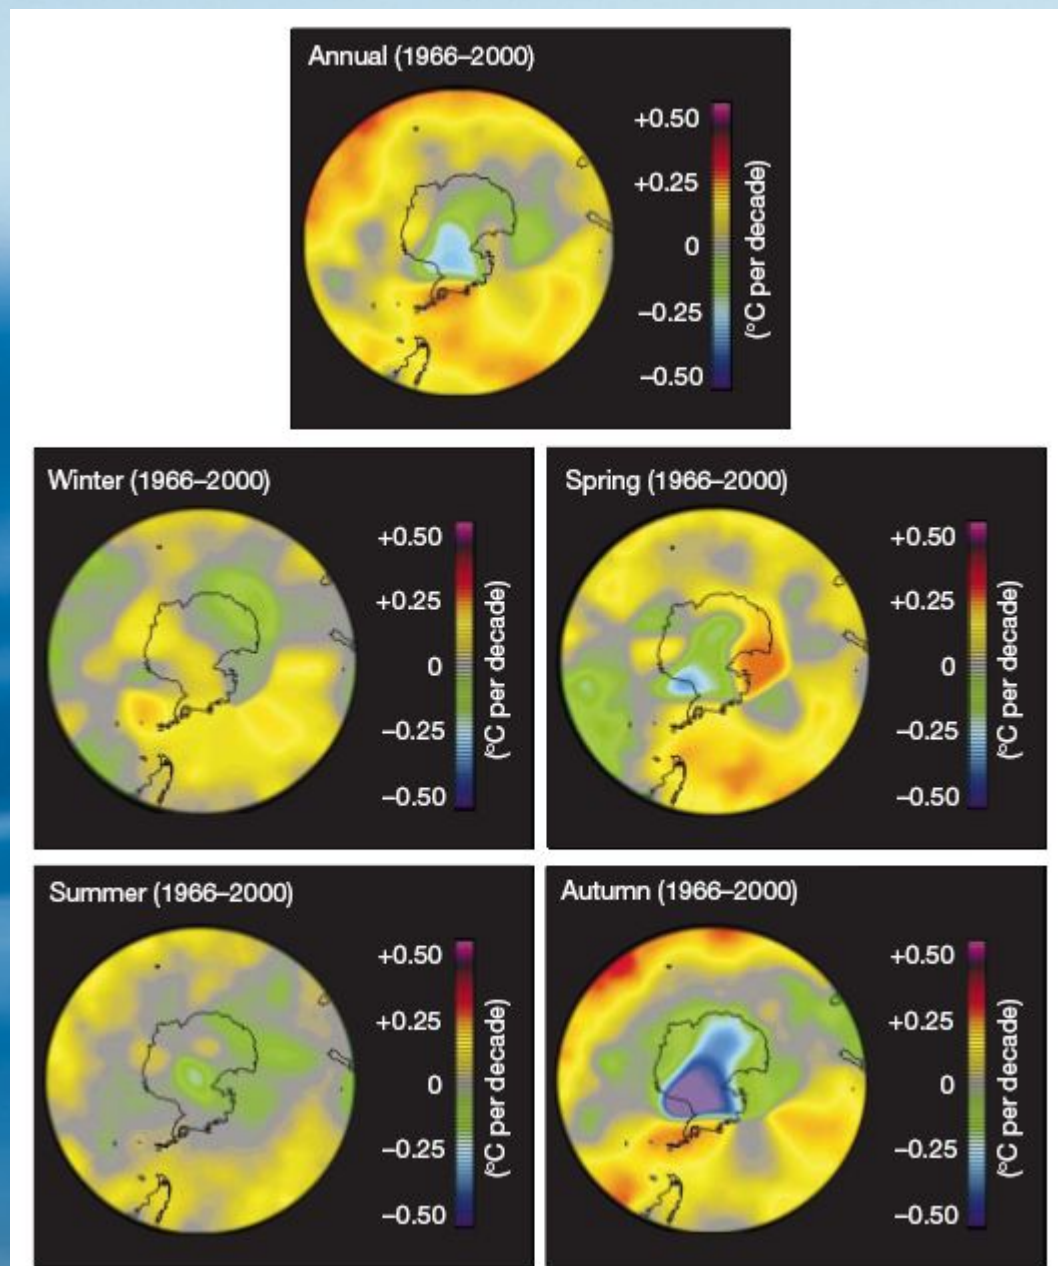 Annual (1966–2000)
+0.50
+0.25
0
−0.25
−0.50
(°C per decade)
Winter (1966–2000)
+0.50
+0.25
0
−0.25
−0.50
(°C per decade)
Spring (1966–2000)
+0.50
+0.25
0
−0.25
−0.50
(°C per decade)
Summer (1966–2000)
+0.50
+0.25
0
−0.25
−0.50
(°C per decade)
Autumn (1966–2000)
+0.50
+0.25
0
−0.25
−0.50
(°C per decade)